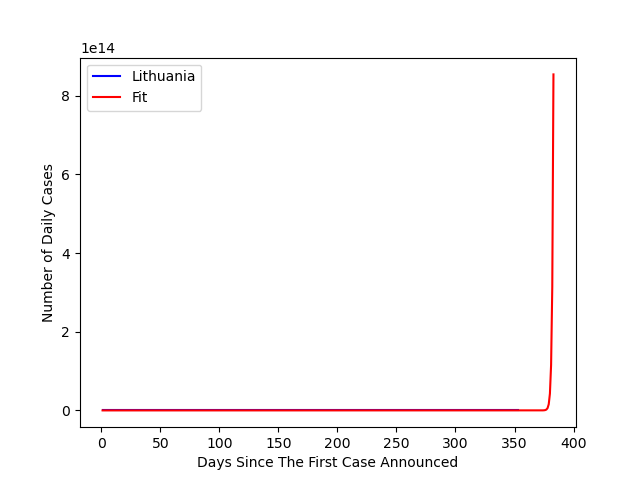 1e14
Lithuania
Fit
8
6
4
2
0
Number of Daily Cases
0 50 100 150 200 250 300 350 400
Days Since The First Case Announced